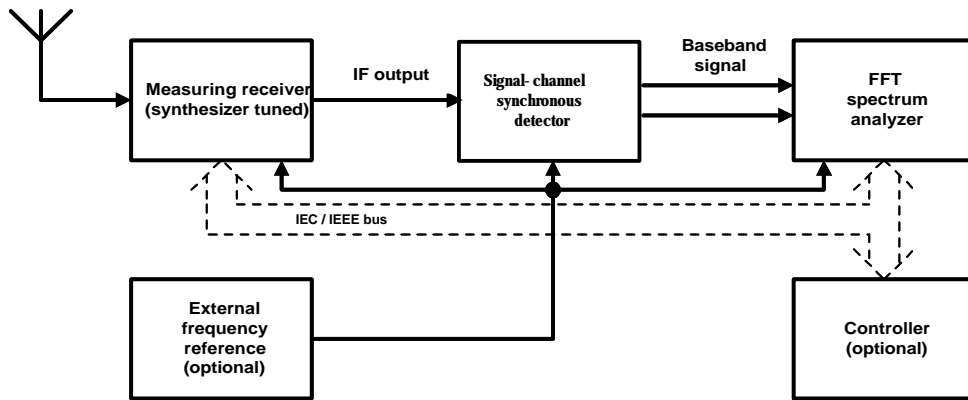 Baseband
signal
Measuring receiver
(synthesizer tuned)
IF output
Signal- channel
synchronous
detector
FFT
spectrum
analyzer
IEC / IEEE bus
External
frequency
reference
(optional)
Controller
(optional)